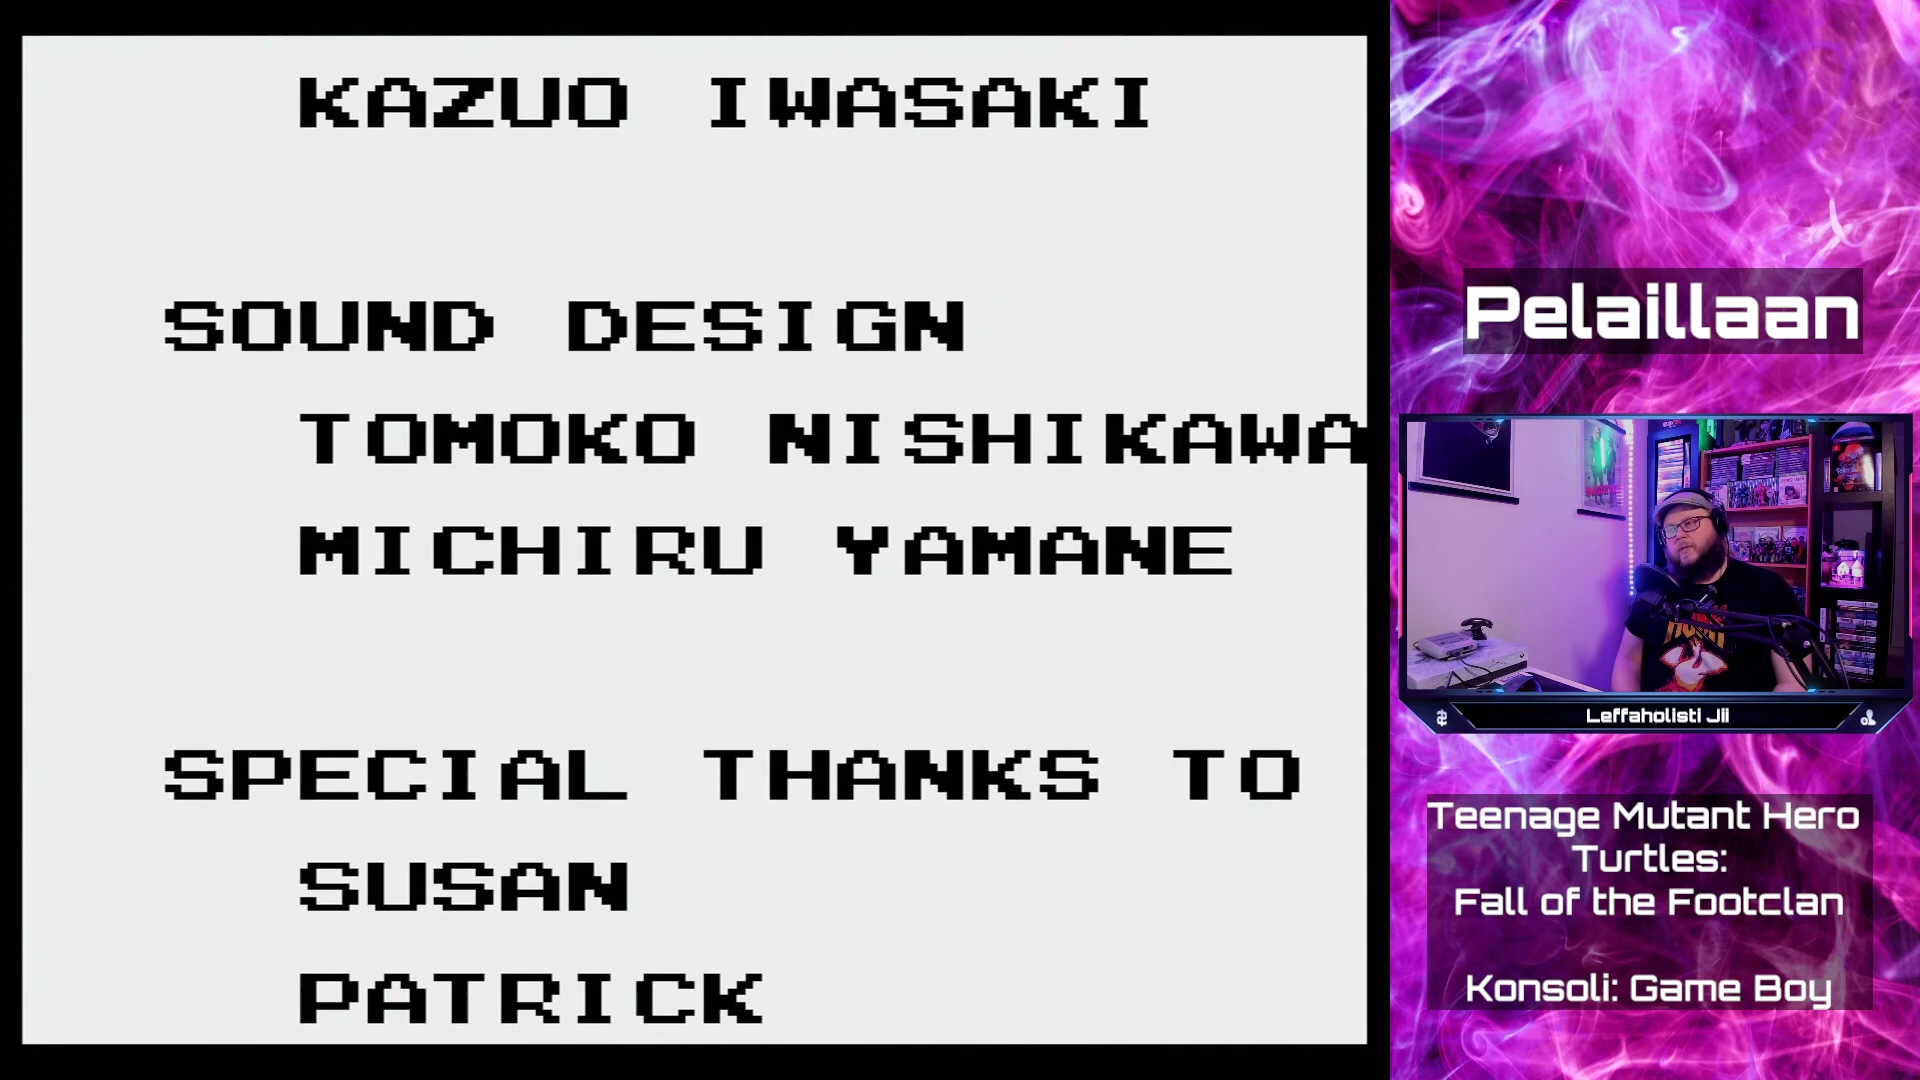 KAZUO IWASAKI
SOUND DESIGN
TOMOKO NISHIKAWA
MICHIRU YAMANE
SPECIAL THANKS TO
SUSAN
PATRICK
Pelaillaan
Leffaholisti Jii
Teenage Mutant Hero
Turtles:
Fall of the Footclan
Konsoli: Game Boy